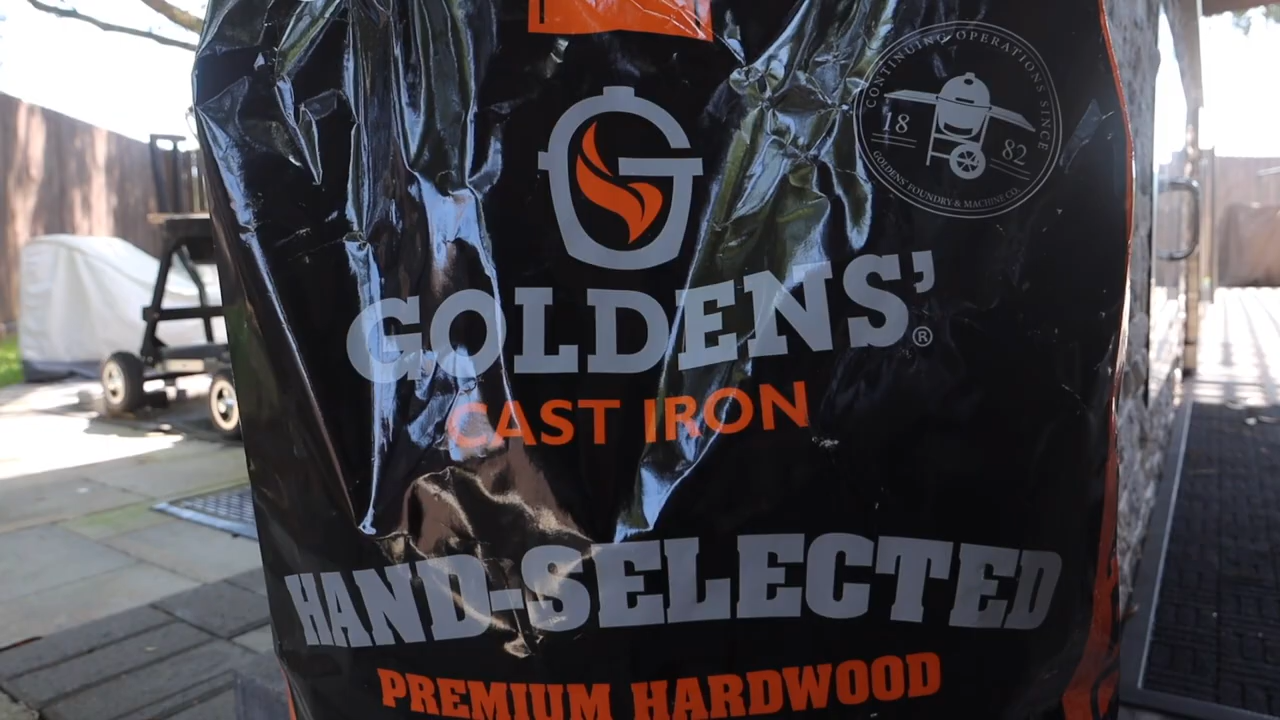 CONTINUING OPERATIONS SINCE
18 82
GOLDENS' FOUNDRY & MACHINE CO.
G
GOLDENS'®
CAST IRON
HAND-SELECTED
PREMIUM HARDWOOD